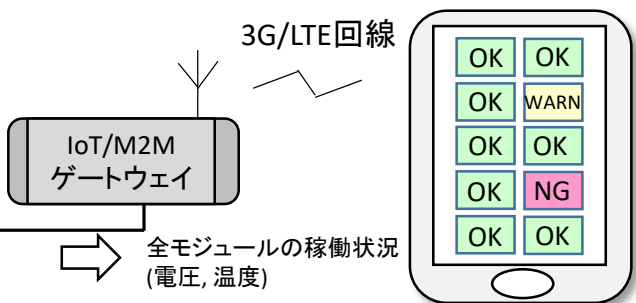 3G/LTE回線
IoT/M2M
ゲートウェイ
全モジュールの稼働状況
(電圧, 温度)
OK OK
OK WARN
OK OK
OK NG
OK OK